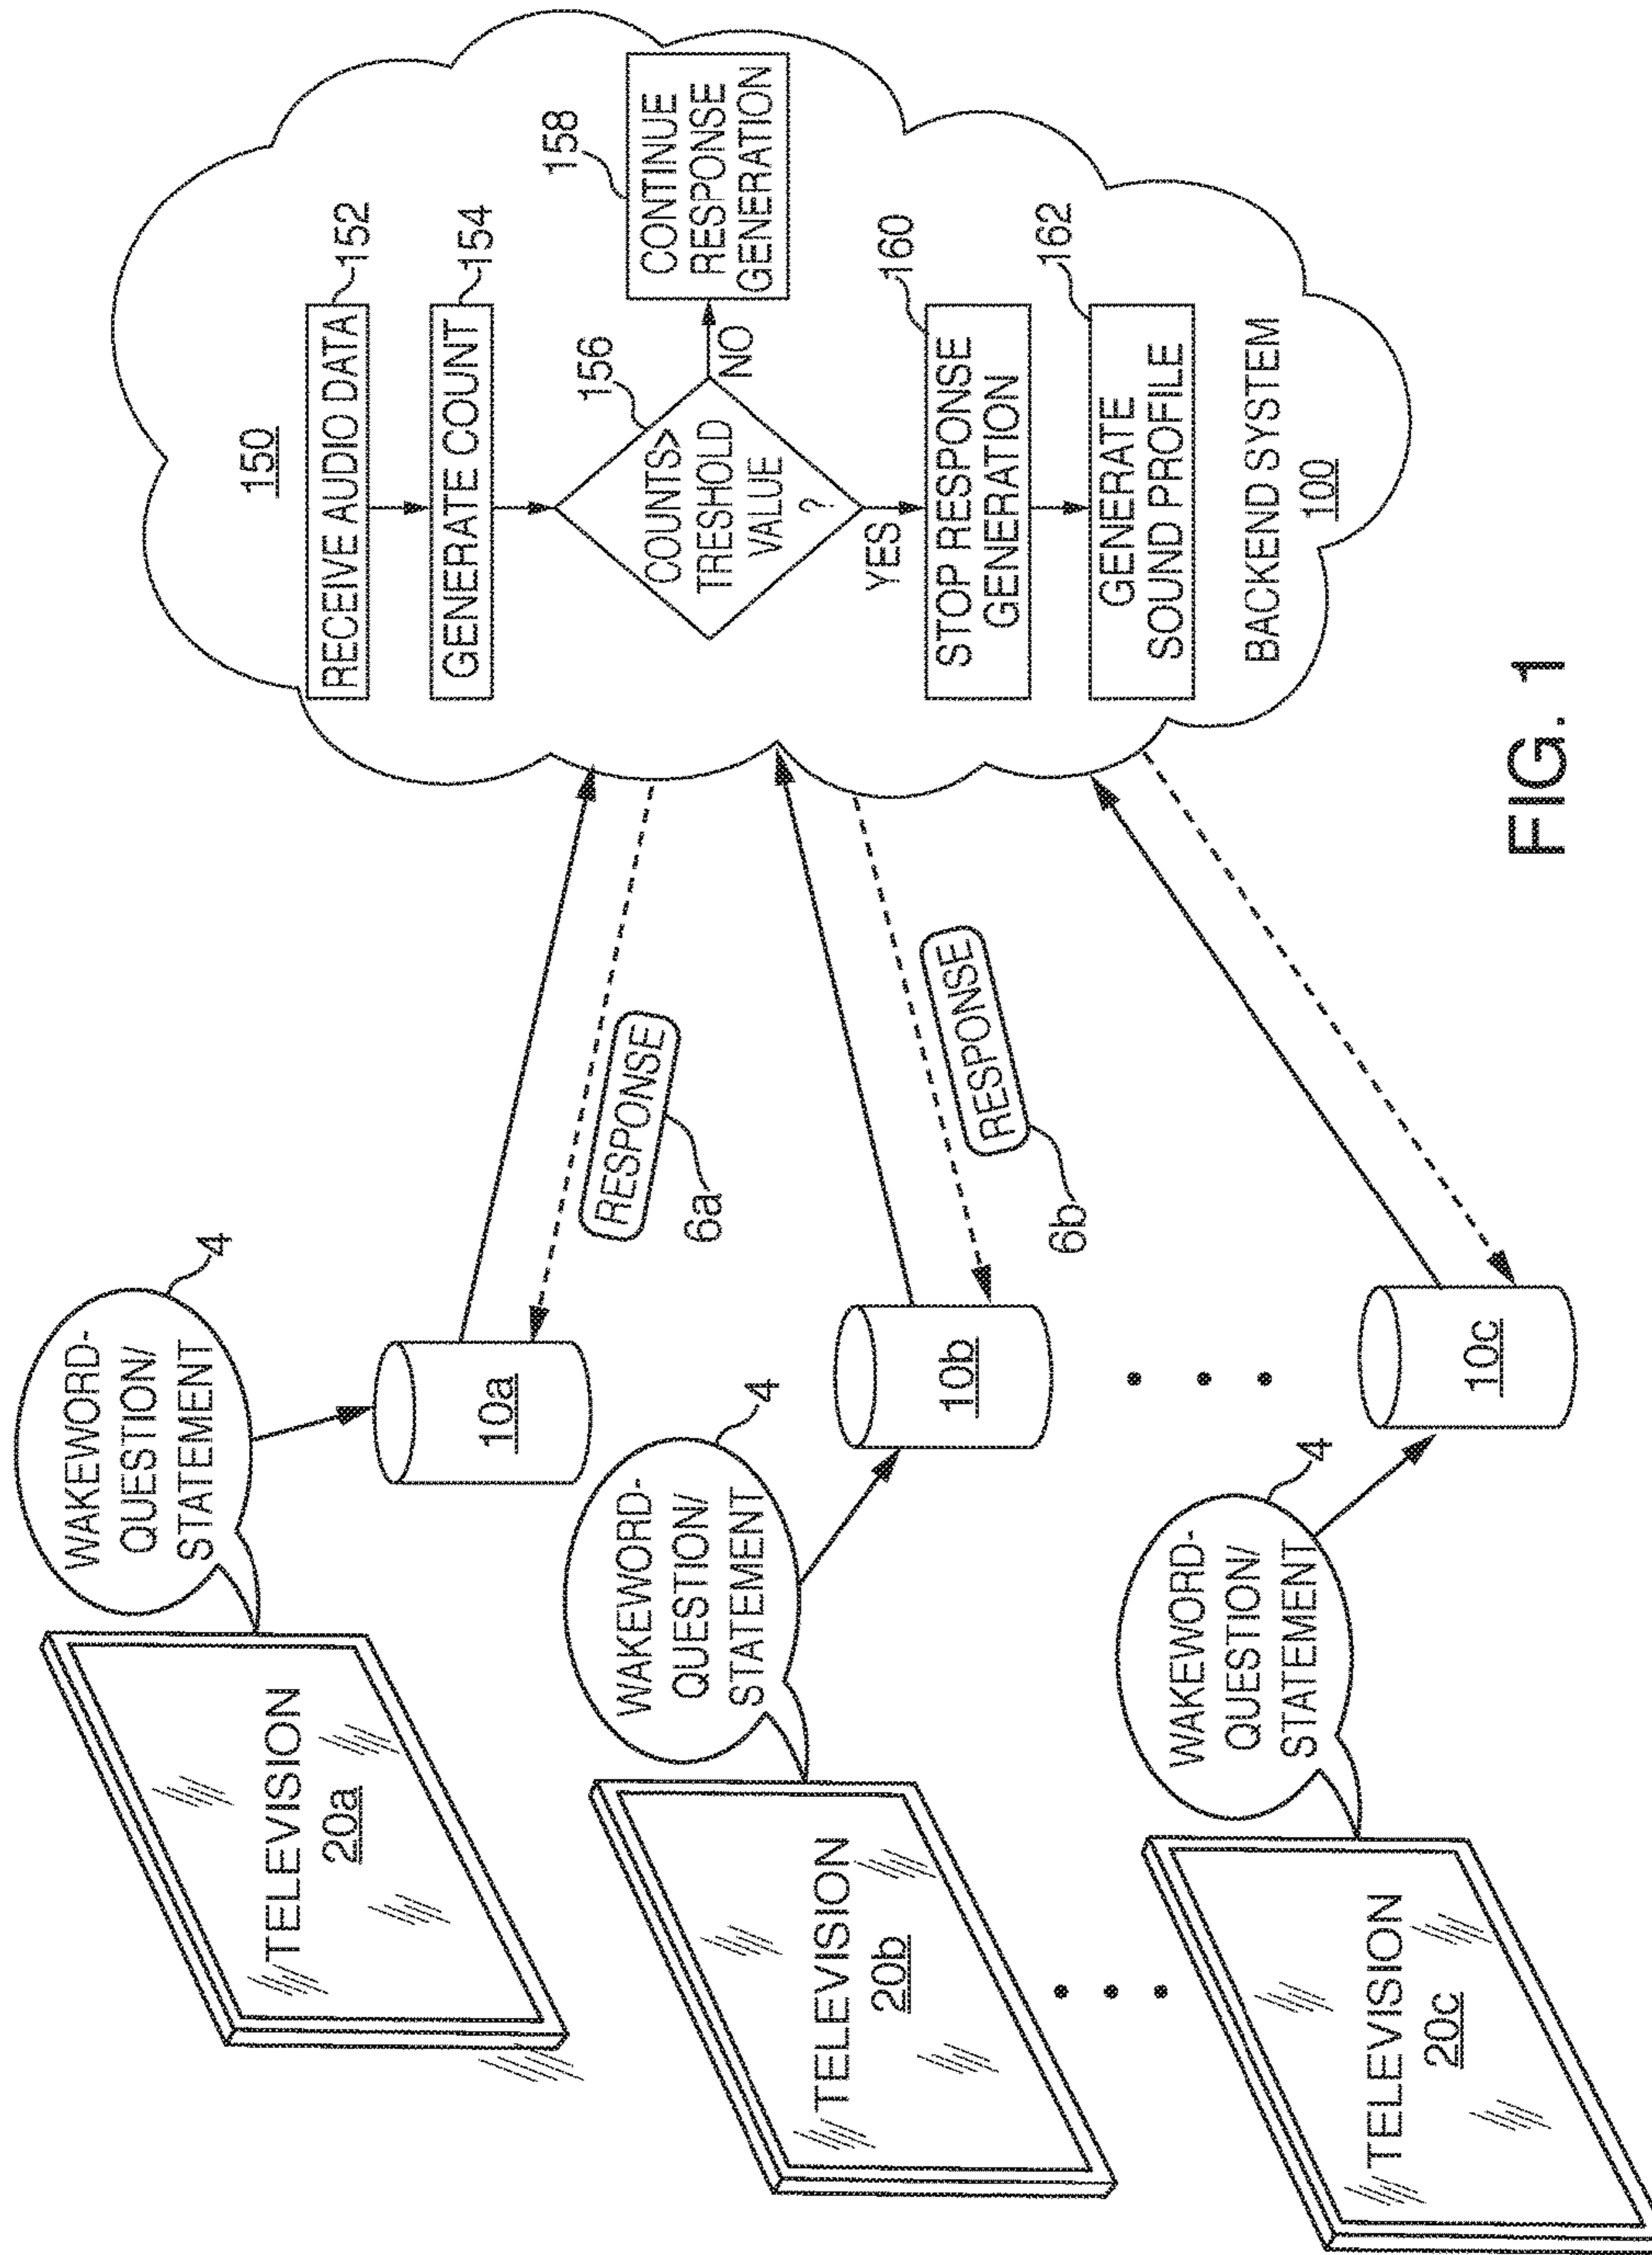 WAKEWORD-
QUESTION/
STATEMENT
4
TELEVISION
20a
10a
RESPONSE
6a
WAKEWORD-
QUESTION/
STATEMENT
4
TELEVISION
20b
10b
RESPONSE
6b
WAKEWORD-
QUESTION/
STATEMENT
4
TELEVISION
20c
10c
150
RECEIVE AUDIO DATA
152
GENERATE COUNT
154
COUNTS>
TRESHOLD
VALUE
?
156
NO
CONTINUE
RESPONSE
GENERATION
158
YES
STOP RESPONSE
GENERATION
160
GENERATE
SOUND PROFILE
162
BACKEND SYSTEM
100
FIG. 1